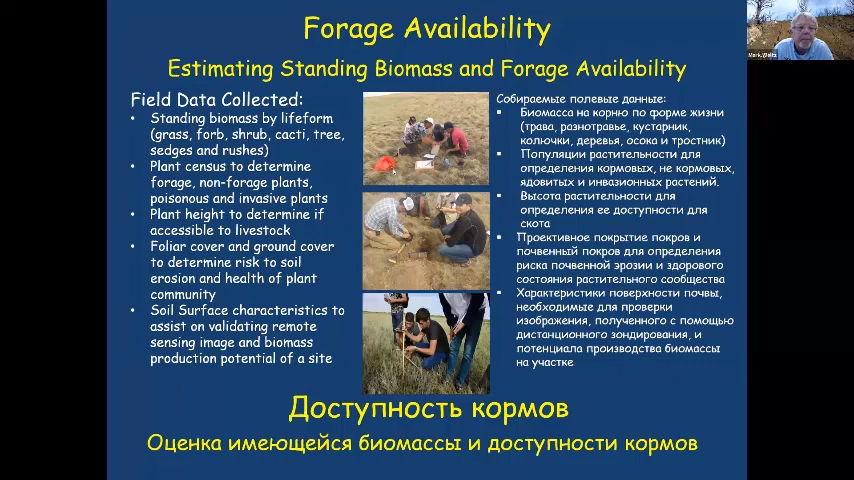 Forage Availability
Estimating Standing Biomass and Forage Availability
Field Data Collected:
• Standing biomass by lifeform
(grass, forb, shrub, cacti, tree,
sedges and rushes)
• Plant census to determine
forage, non-forage plants,
poisonous and invasive plants
• Plant height to determine if
accessible to livestock
• Foliar cover and ground cover
to determine risk to soil
erosion and health of plant
community
• Soil Surface characteristics to
assist on validating remote
sensing image and biomass
production potential of a site
Собираемые полевые данные:
▪ Биомасса на корню по форме жизни
(трава, разнотравье, кустарник,
колючки, деревья, осока и тростник)
▪ Популяции растительности для
определения кормовых, не кормовых,
ядовитых и инвазионных растений.
▪ Высота растительности для
определения ее доступности для
скота
▪ Проективное покрытие покров и
почвенный покров для определения
риска почвенной эрозии и здорового
состояния растительного сообщества
▪ Характеристики поверхности почвы,
необходимые для проверки
изображения, полученного с помощью
дистанционного зондирования, и
потенциала производства биомассы
на участке
Доступность кормов
Оценка имеющейся биомассы и доступности кормов
Mark.Weltz